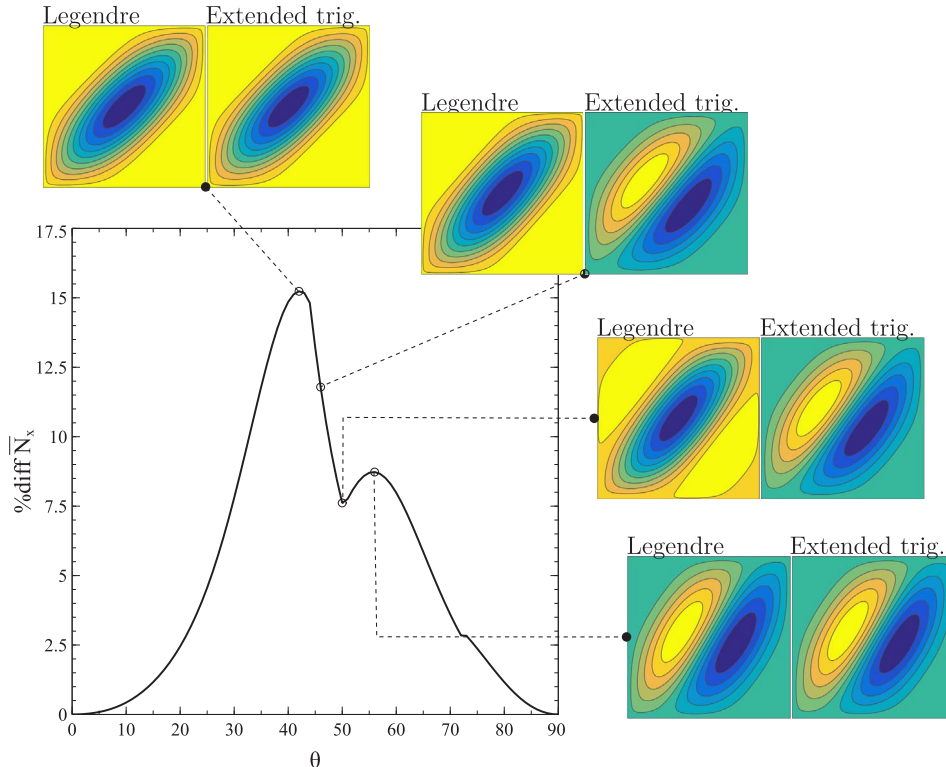 Legendre Extended trig.
Legendre Extended trig.
Legendre Extended trig.
Legendre Extended trig.
%diff N̅ₓ
17.5
15
12.5
10
7.5
5
2.5
0
0 10 20 30 40 50 60 70 80 90
θ